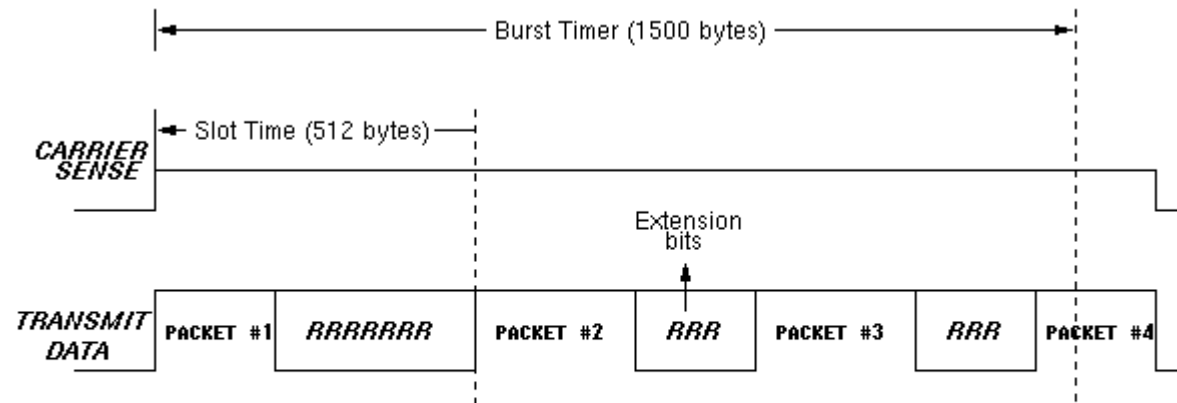 Burst Timer (1500 bytes)
Slot Time (512 bytes)
CARRIER
SENSE
Extension
bits
TRANSMIT
DATA
PACKET #1
RRRRRRR
PACKET #2
RRR
PACKET #3
RRR
PACKET #4